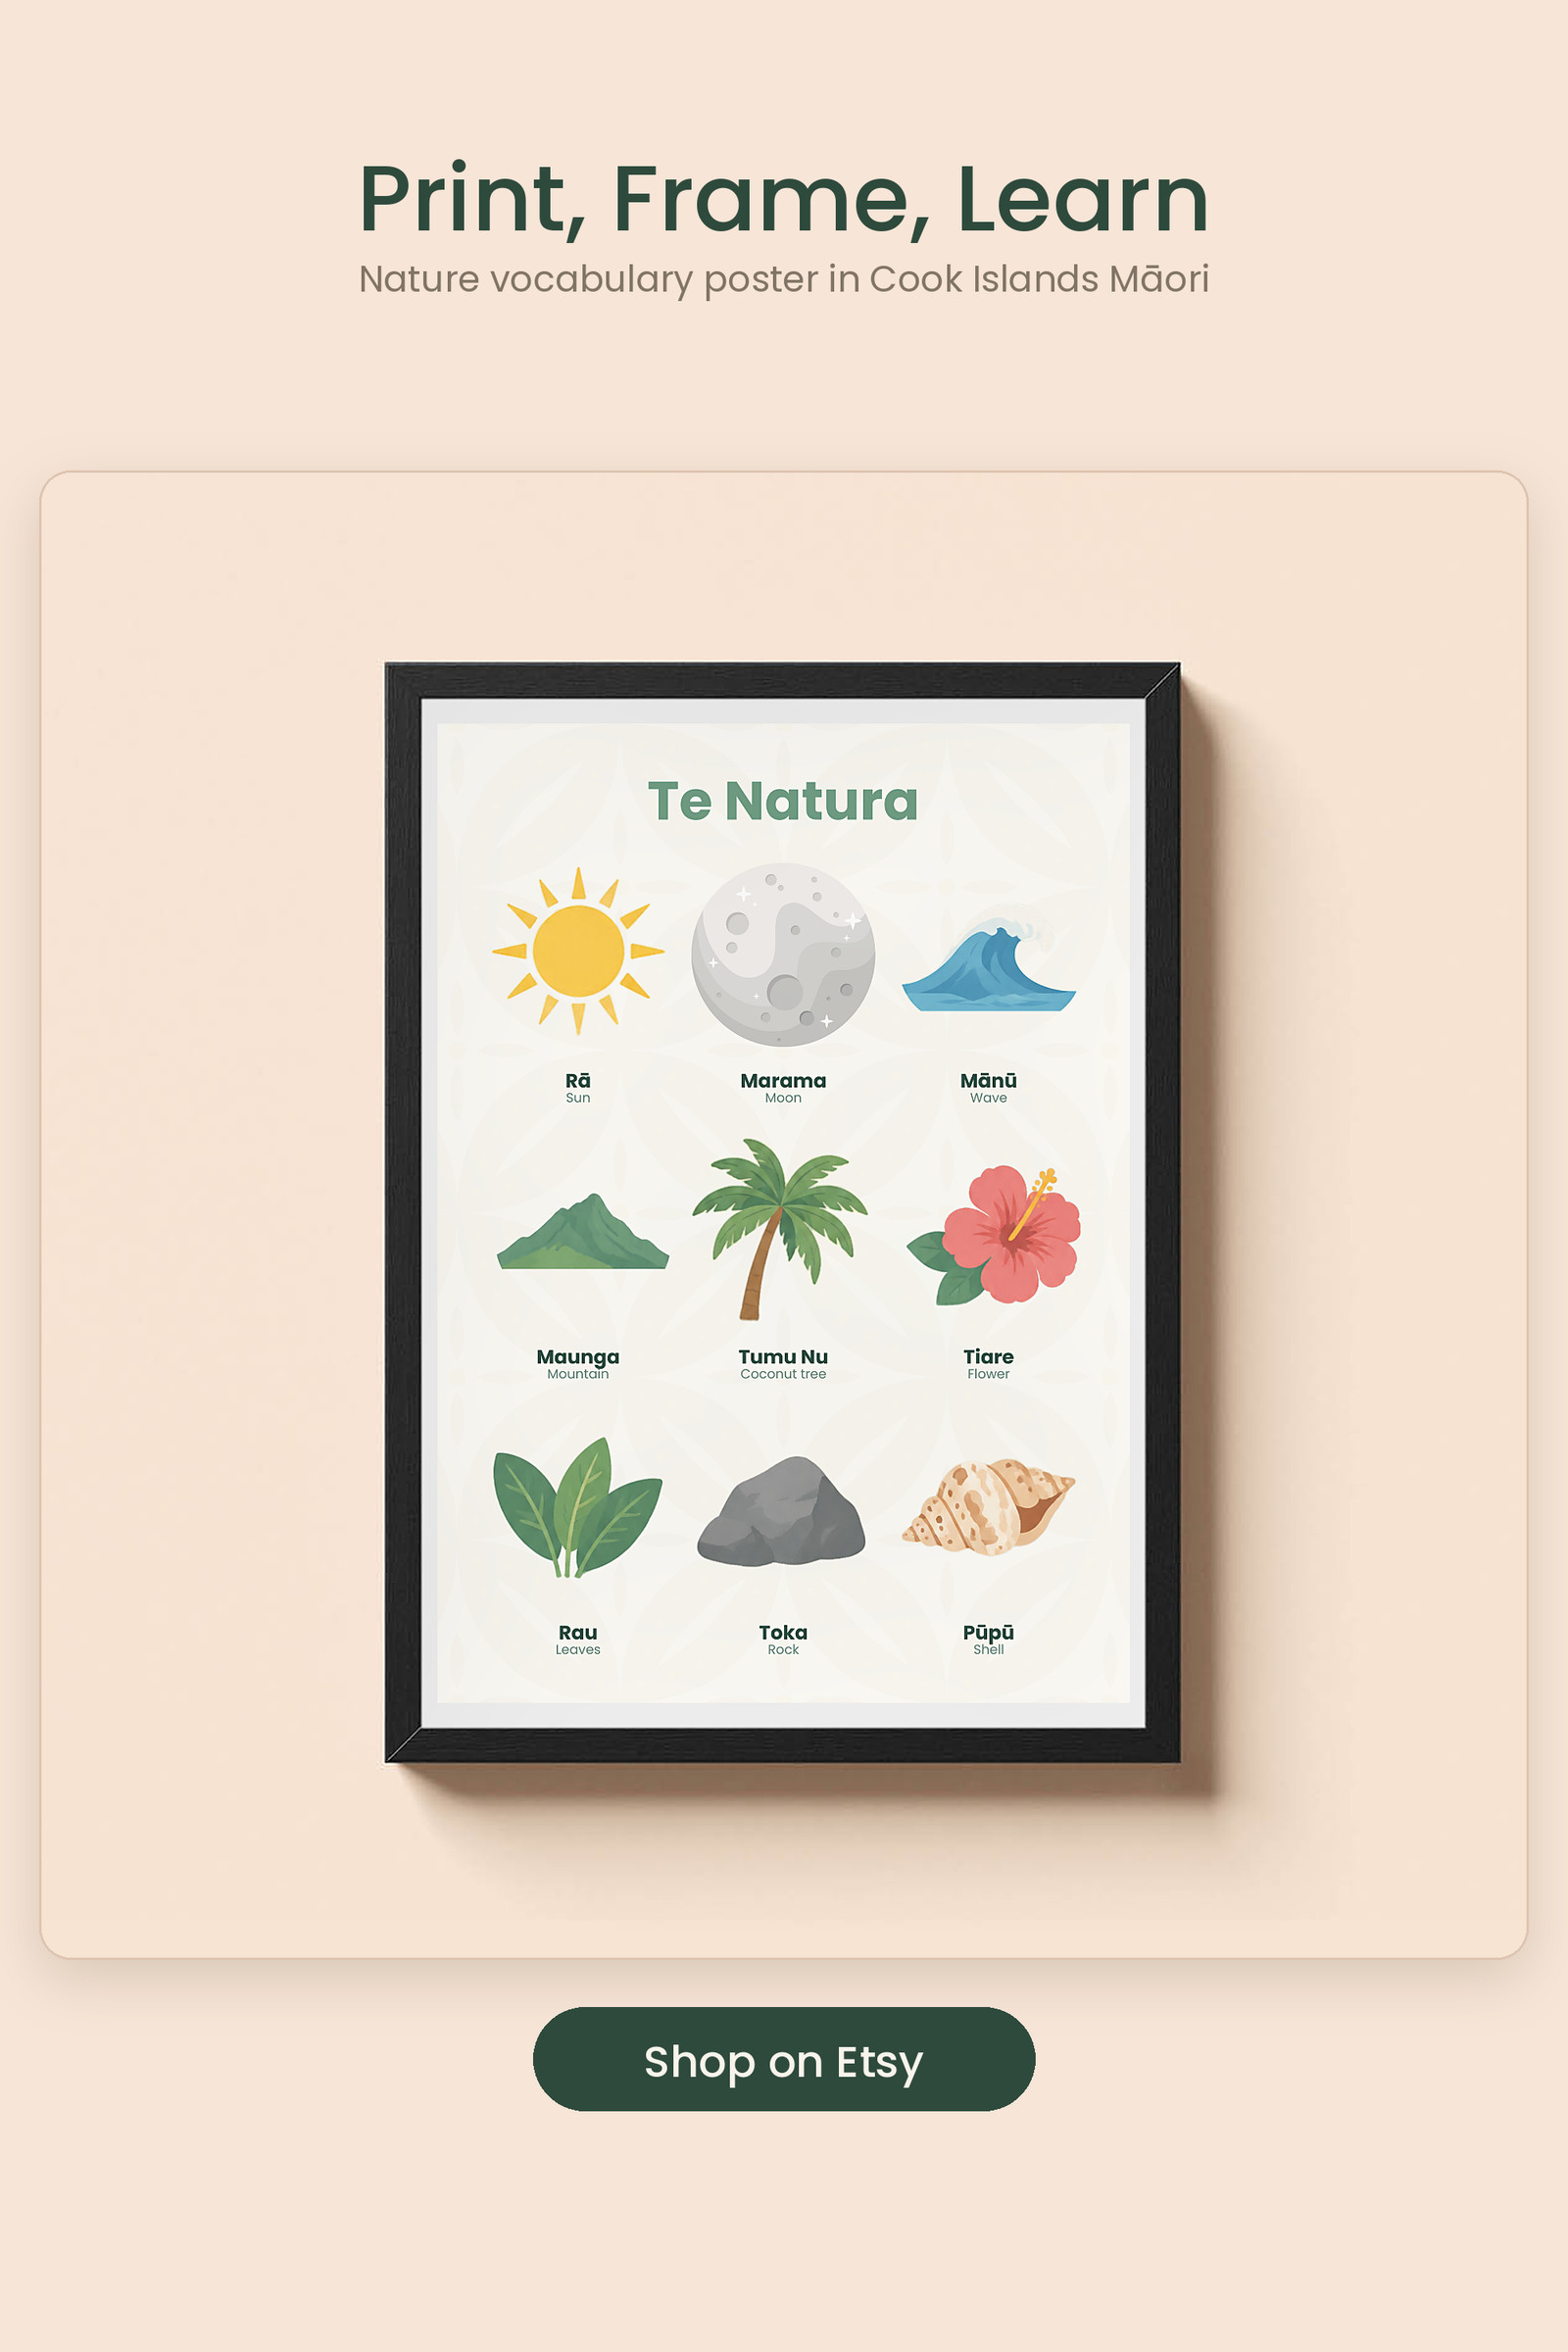 Print, Frame, Learn
Nature vocabulary poster in Cook Islands Māori
Te Natura
Rā
Sun
Marama
Moon
Mānū
Wave
Maunga
Mountain
Tumu Nu
Coconut tree
Tiare
Flower
Rau
Leaves
Toka
Rock
Pūpū
Shell
Shop on Etsy